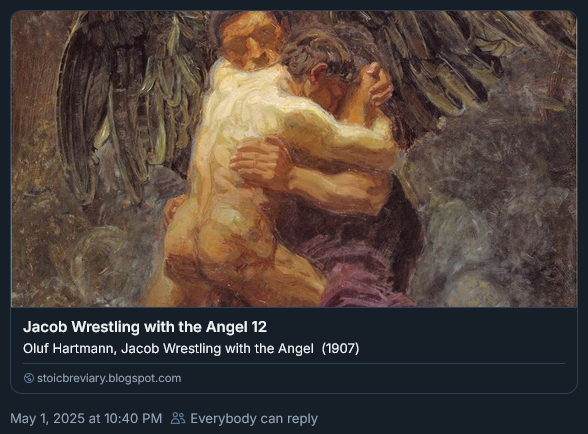 Jacob Wrestling with the Angel 12
Oluf Hartmann, Jacob Wrestling with the Angel (1907)
stoicbreviary.blogspot.com
May 1, 2025 at 10:40 PM Everybody can reply